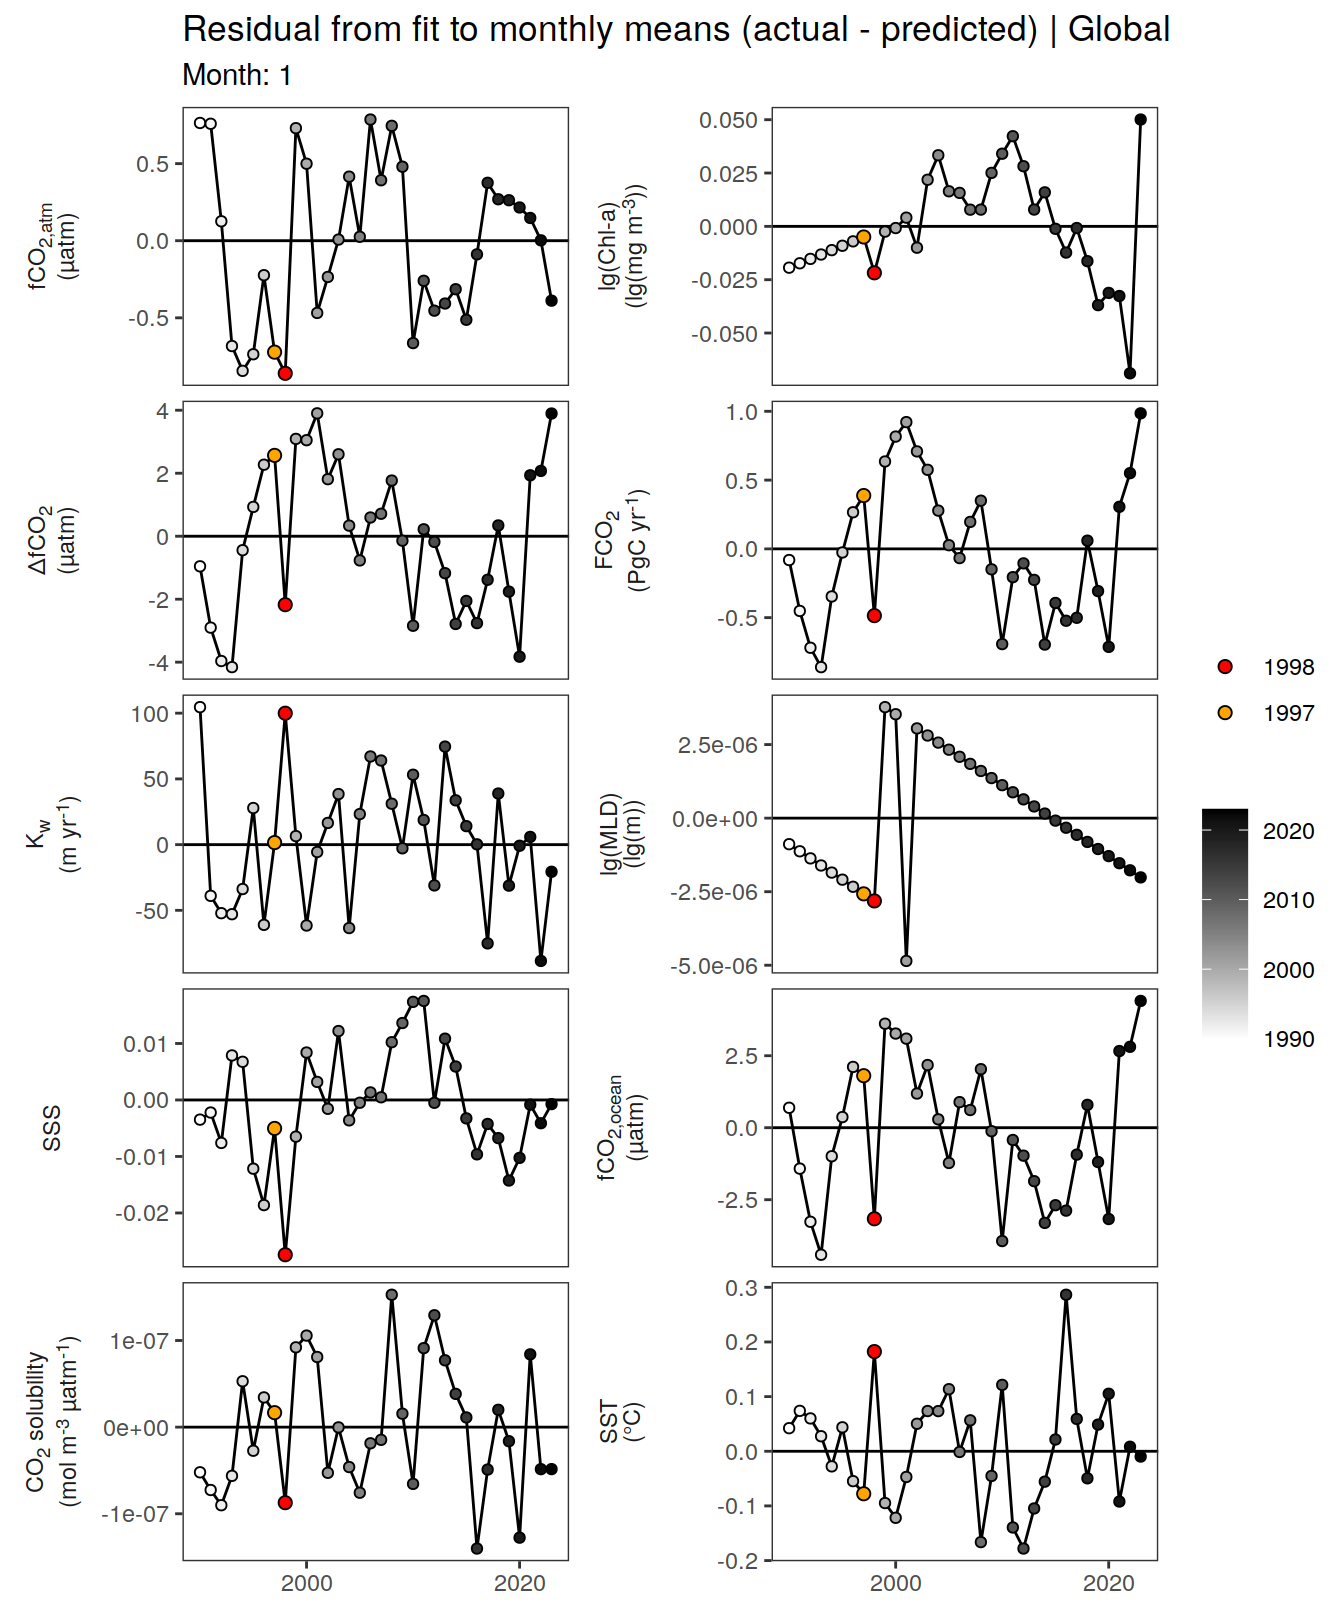 Residual from fit to monthly means (actual - predicted) | Global
Month: 1
fCO2,atm
(µatm)
0.5
0.0
-0.5
lg(Chl-a)
(lg(mg m-3))
0.050
0.025
0.000
-0.025
-0.050
ΔfCO2
(µatm)
4
2
0
-2
-4
FCO2
(PgC yr-1)
1.0
0.5
0.0
-0.5
Kw
(m yr-1)
100
50
0
-50
lg(MLD)
(lg(m))
2.5e-06
0.0e+00
-2.5e-06
-5.0e-06
SSS
0.01
0.00
-0.01
-0.02
fCO2,ocean
(µatm)
2.5
0.0
-2.5
CO2 solubility
(mol m-3 µatm-1)
1e-07
0e+00
-1e-07
2000
2020
SST
(°C)
0.3
0.2
0.1
0.0
-0.1
-0.2
2000
2020
1998
1997
2020
2010
2000
1990